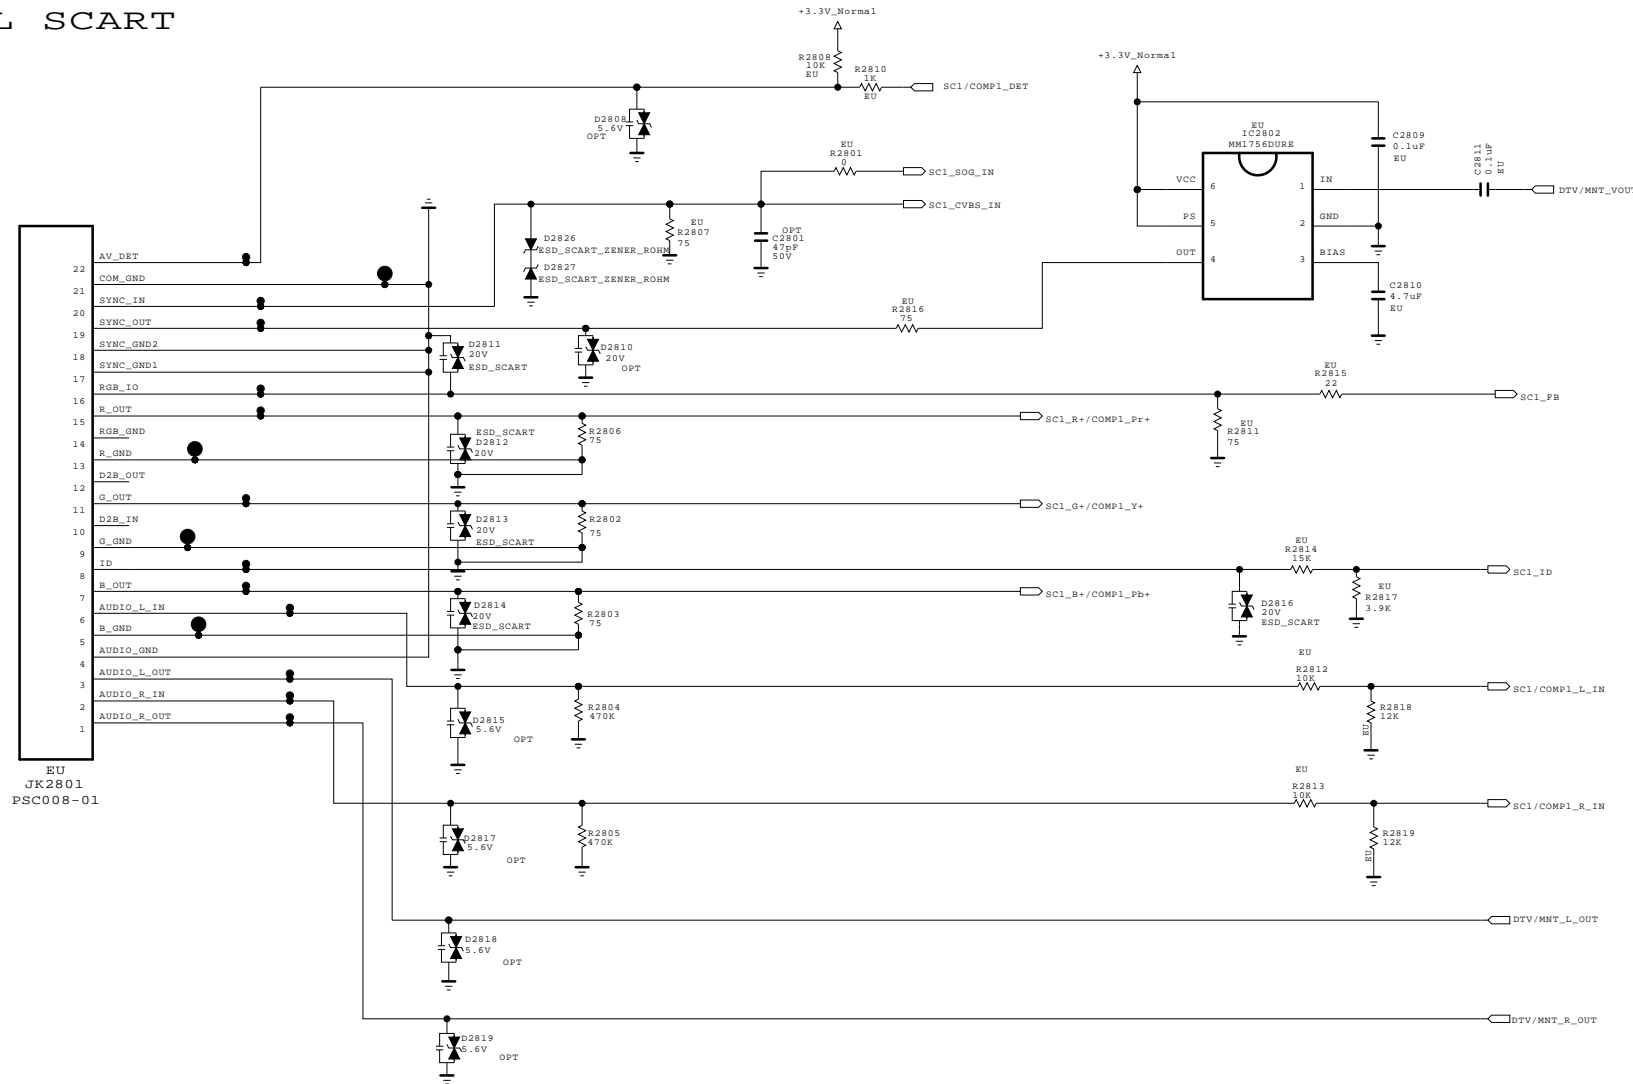 L SCART
+3.3V_Normal
R2808
10K
EU
R2810
1K
EU
SC1/COMP1_DET
D2808
5.6V
OPT
EU
R2801
0
SC1_SOG_IN
SC1_CVBS_IN
D2826
ESD_SCART_ZENER_ROHM
D2827
ESD_SCART_ZENER_ROHM
EU
R2807
75
OPT
C2801
47pF
50V
+3.3V_Normal
EU
IC2802
MM1756DURE
VCC
6
PS
5
OUT
4
1
IN
2
GND
3
BIAS
C2809
0.1uF
EU
C2811
0.1uF
EU
DTV/MNT_VOUT
C2810
4.7uF
EU
EU
R2816
75
AV_DET
22
COM_GND
21
SYNC_IN
20
SYNC_OUT
19
SYNC_GND2
18
SYNC_GND1
17
RGB_IO
16
R_OUT
15
RGB_GND
14
R_GND
13
D2B_OUT
12
G_OUT
11
D2B_IN
10
G_GND
9
ID
8
B_OUT
7
AUDIO_L_IN
6
B_GND
5
AUDIO_GND
4
AUDIO_L_OUT
3
AUDIO_R_IN
2
AUDIO_R_OUT
1
EU
JK2801
PSC008-01
D2811
20V
ESD_SCART
D2810
20V
OPT
EU
R2815
22
SC1_FB
EU
R2811
75
ESD_SCART
D2812
20V
R2806
75
SC1_R+/COMP1_Pr+
D2813
20V
ESD_SCART
R2802
75
SC1_G+/COMP1_Y+
EU
R2814
15K
SC1_ID
D2816
20V
ESD_SCART
EU
R2817
3.9K
D2814
20V
ESD_SCART
R2803
75
SC1_B+/COMP1_Pb+
EU
R2812
10K
SC1/COMP1_L_IN
D2815
5.6V
OPT
R2804
470K
R2818
12K
EU
EU
R2813
10K
SC1/COMP1_R_IN
D2817
5.6V
OPT
R2805
470K
R2819
12K
EU
DTV/MNT_L_OUT
D2818
5.6V
OPT
DTV/MNT_R_OUT
D2819
5.6V
OPT